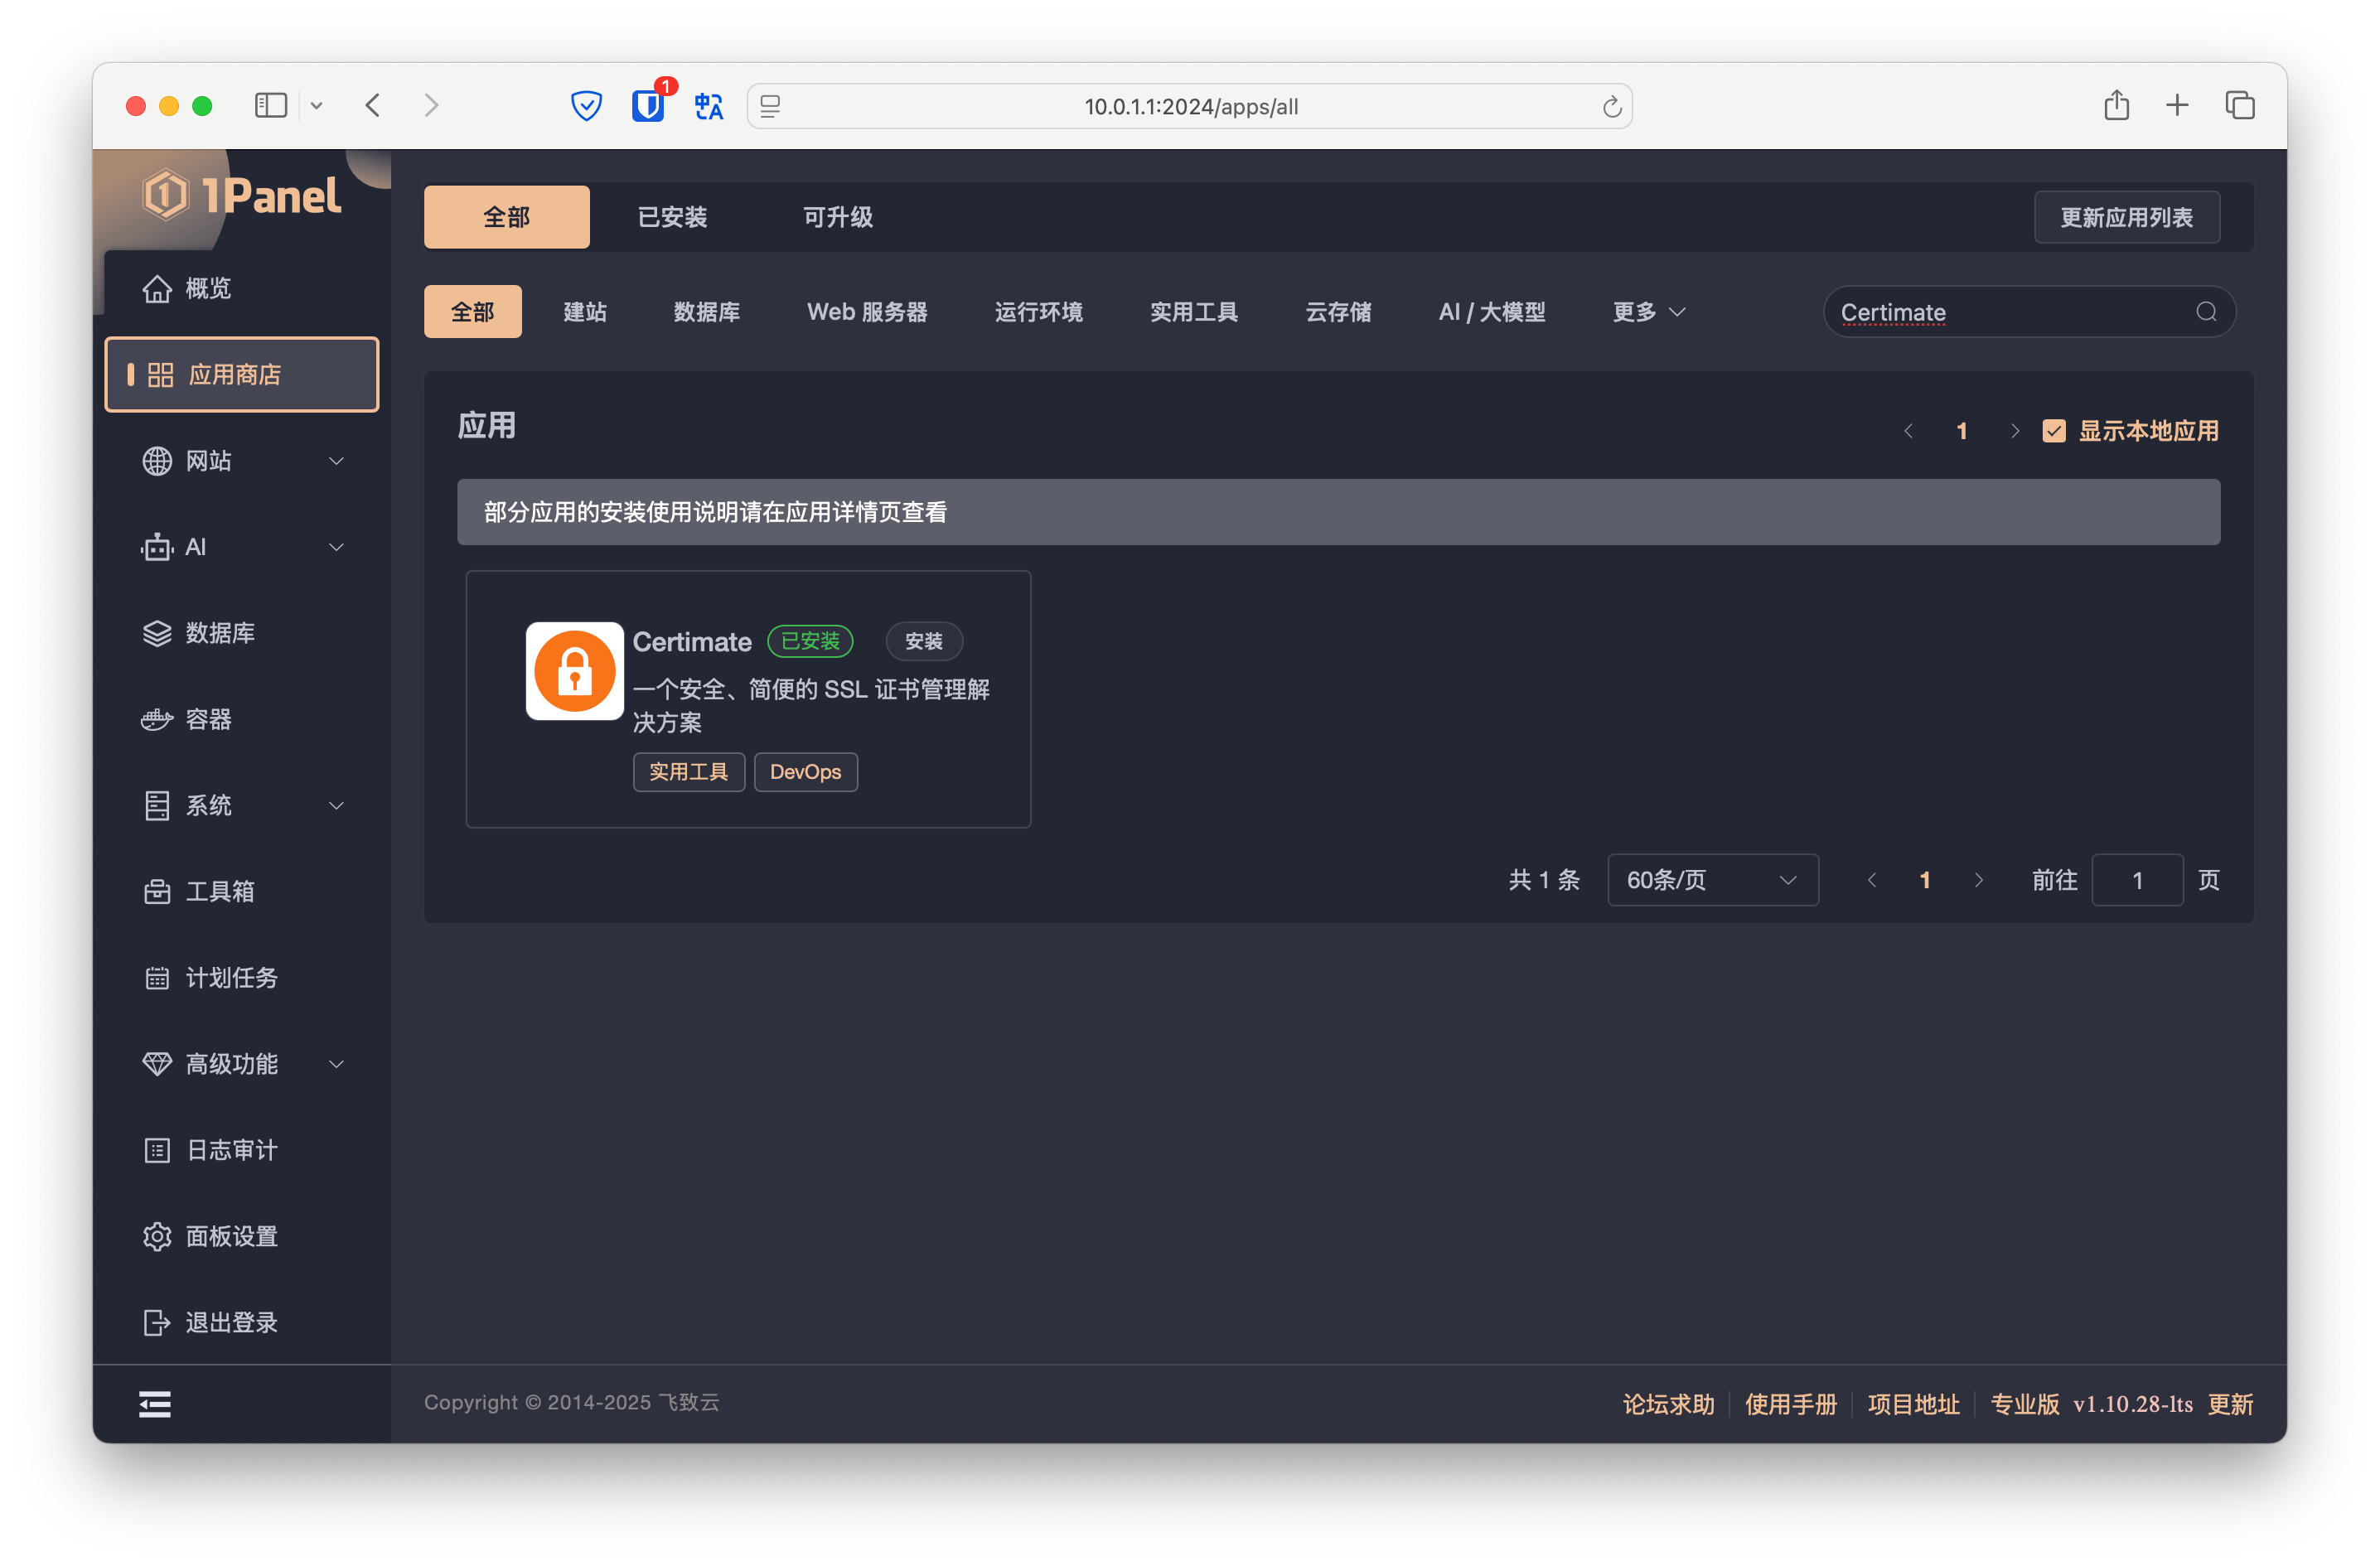 1
10.0.1.1:2024/apps/all
1Panel
概览
应用商店
网站
AI
数据库
容器
系统
工具箱
计划任务
高级功能
日志审计
面板设置
退出登录
全部 已安装 可升级 更新应用列表
全部 建站 数据库 Web 服务器 运行环境 实用工具 云存储 AI / 大模型 更多 Certimate
应用
1 显示本地应用
部分应用的安装使用说明请在应用详情页查看
Certimate 已安装 安装
一个安全、简便的 SSL 证书管理解
决方案
实用工具 DevOps
共 1 条 60条/页 1 前往 1 页
Copyright © 2014-2025 飞致云 论坛求助 使用手册 项目地址 专业版 v1.10.28-lts 更新